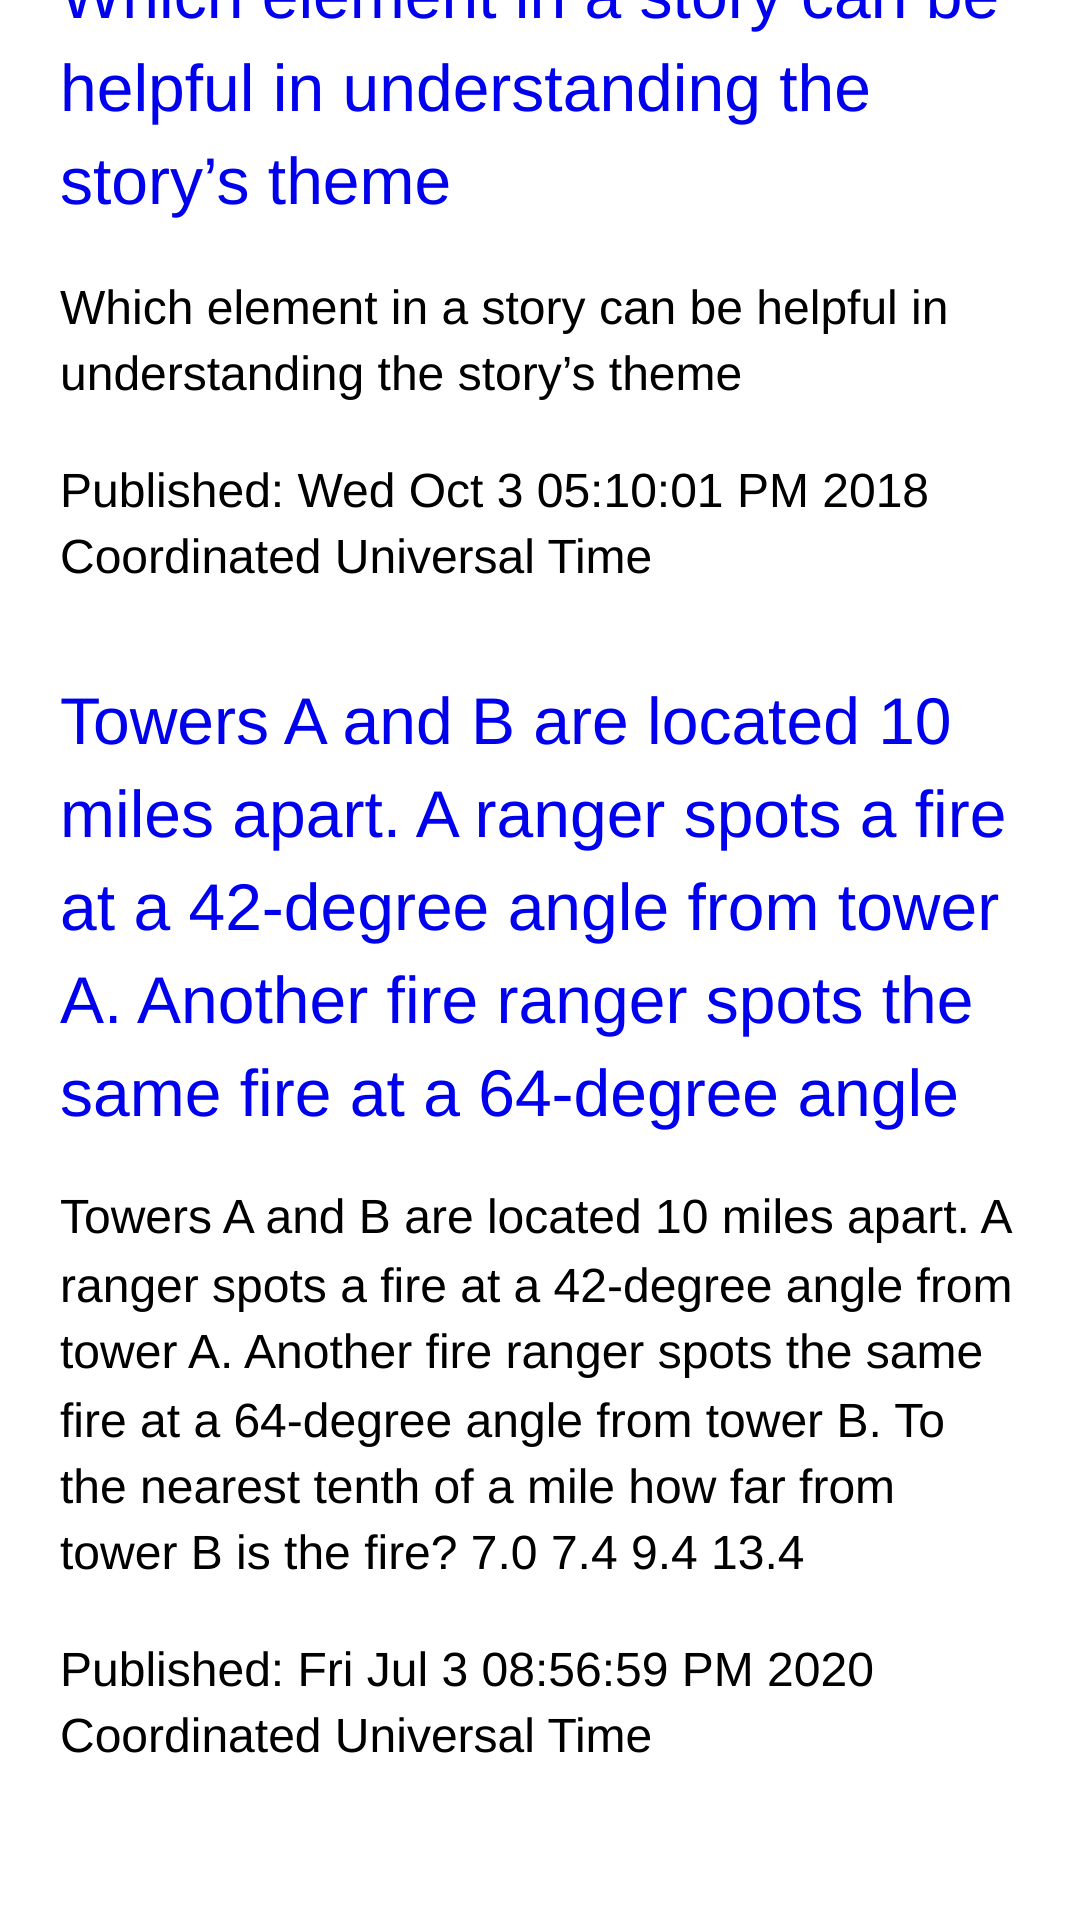 Which element in a story can be
helpful in understanding the
story’s theme
Which element in a story can be helpful in
understanding the story’s theme
Published: Wed Oct 3 05:10:01 PM 2018
Coordinated Universal Time
Towers A and B are located 10
miles apart. A ranger spots a fire
at a 42-degree angle from tower
A. Another fire ranger spots the
same fire at a 64-degree angle
Towers A and B are located 10 miles apart. A
ranger spots a fire at a 42-degree angle from
tower A. Another fire ranger spots the same
fire at a 64-degree angle from tower B. To
the nearest tenth of a mile how far from
tower B is the fire? 7.0 7.4 9.4 13.4
Published: Fri Jul 3 08:56:59 PM 2020
Coordinated Universal Time